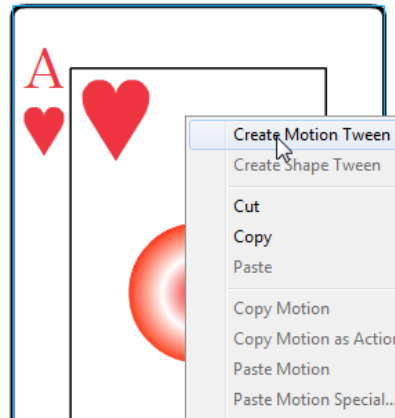 A
Create Motion Tween
Create Shape Tween
Cut
Copy
Paste
Copy Motion
Copy Motion as Action
Paste Motion
Paste Motion Special...